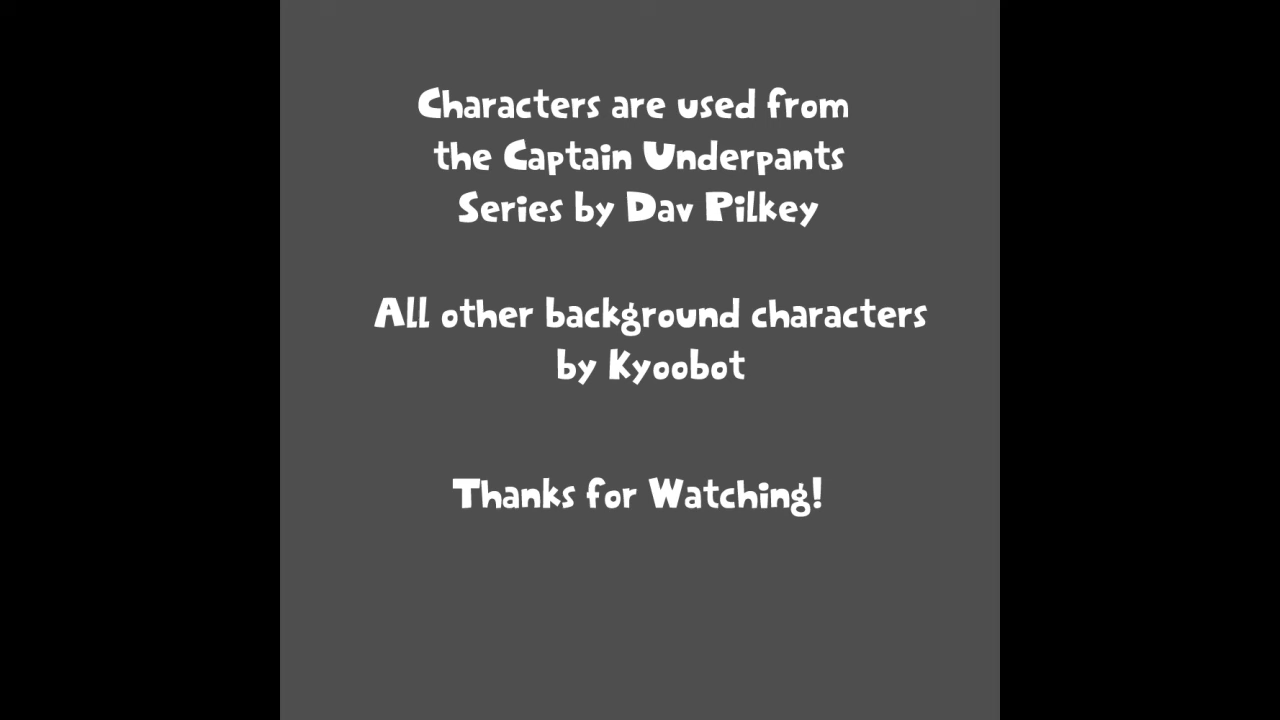 Characters are used from
the Captain Underpants
Series by Dav Pilkey
All other background characters
by Kyoobot
Thanks for Watching!